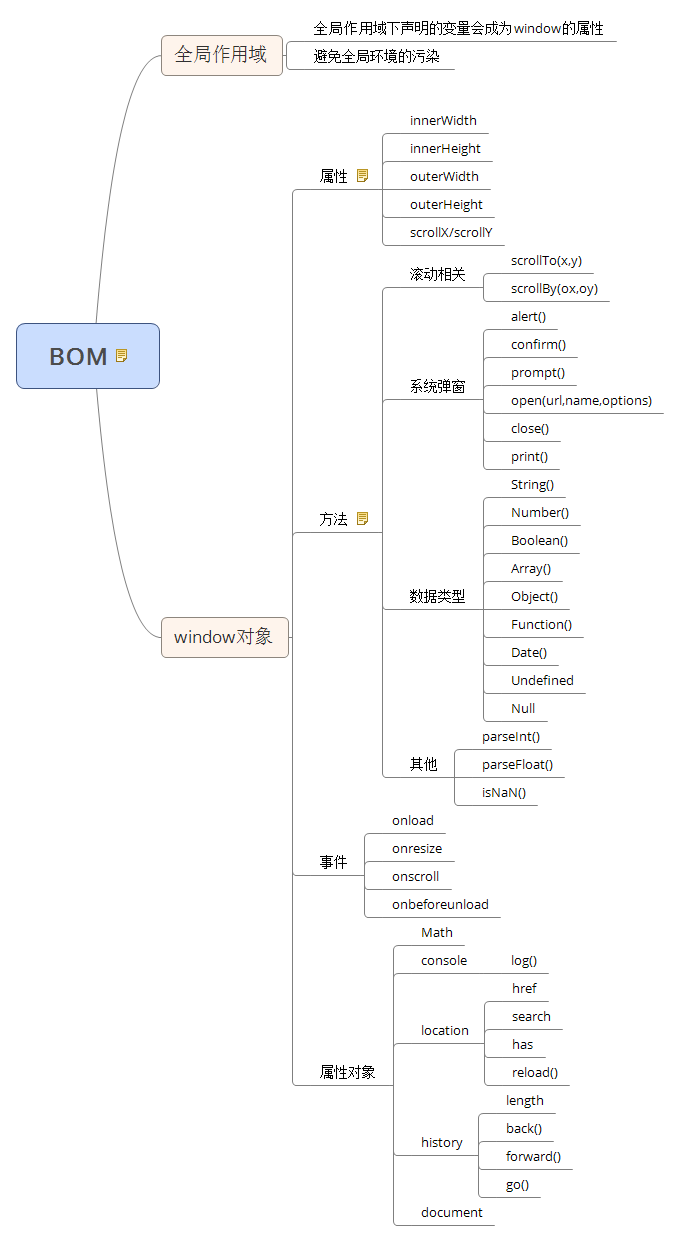 BOM
全局作用域
全局作用域下声明的变量会成为window的属性
避免全局环境的污染
window对象
属性
innerWidth
innerHeight
outerWidth
outerHeight
scrollX/scrollY
方法
滚动相关
scrollTo(x,y)
scrollBy(ox,oy)
系统弹窗
alert()
confirm()
prompt()
open(url,name,options)
close()
print()
数据类型
String()
Number()
Boolean()
Array()
Object()
Function()
Date()
Undefined
Null
其他
parseInt()
parseFloat()
isNaN()
事件
onload
onresize
onscroll
onbeforeunload
属性对象
Math
console
log()
location
href
search
has
reload()
history
length
back()
forward()
go()
document